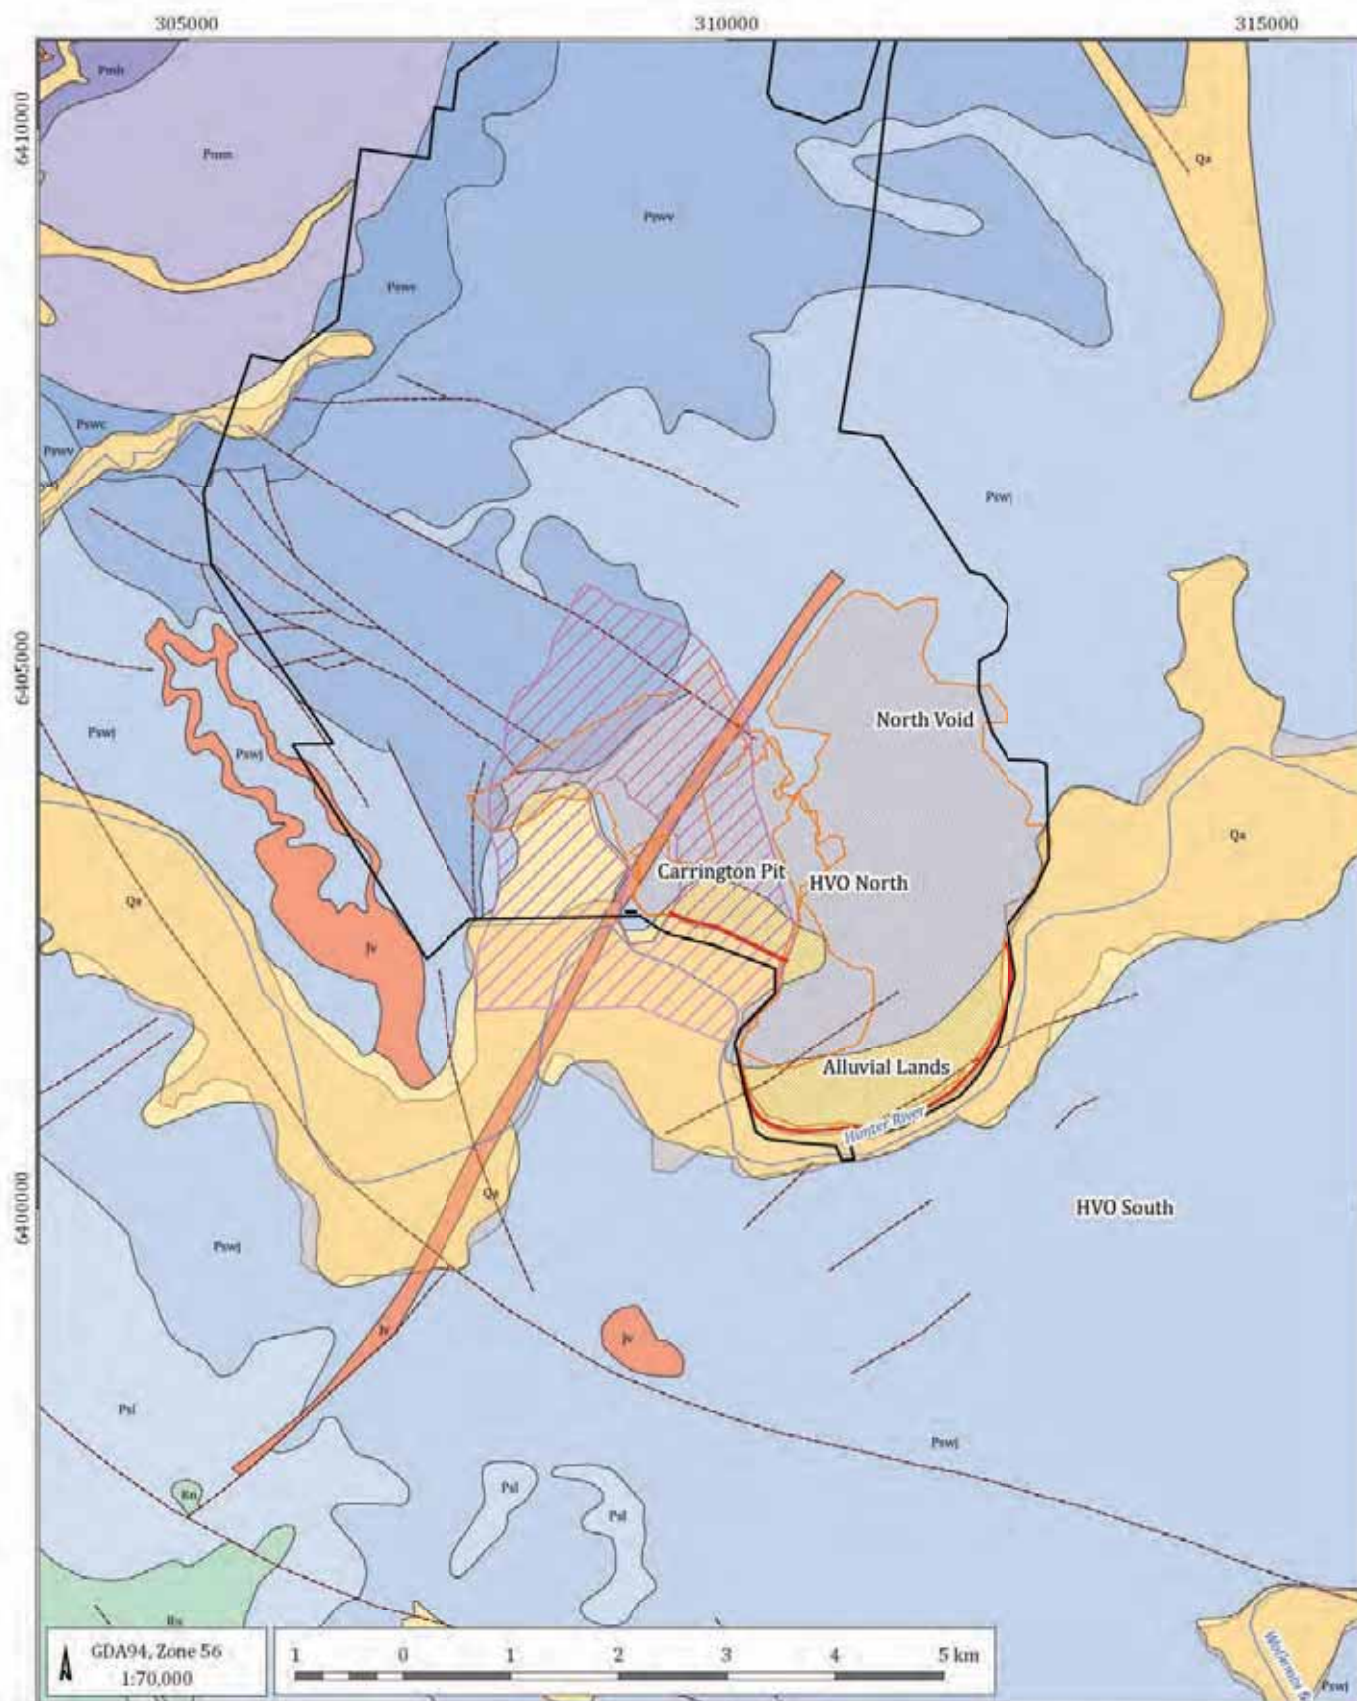 305000
310000
315000
6410000
Pmh
Pmm
Qa
Pswv
Pswv
Pswc
Pswv
Pswj
6405000
North Void
Pswj
Pswj
Qa
Carrington Pit
HVO North
Qa
Jv
Alluvial Lands
Hunter River
Qa
6400000
HVO South
Pswj
Jv
Jv
Psl
Pswj
Psl
Rn
Psl
Rn
GDA94, Zone 56
1:70,000
1 0 1 2 3 4 5 km
Pswj